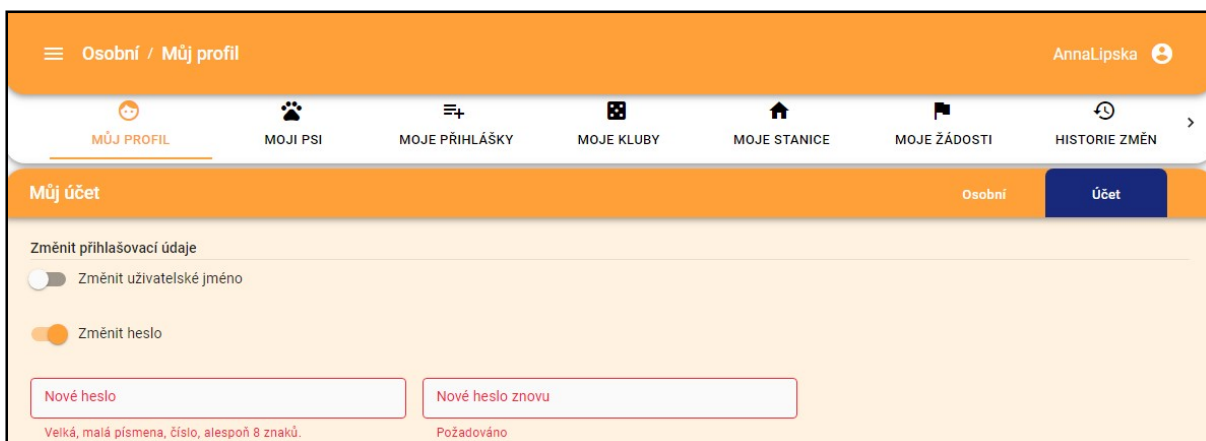 Osobní / Můj profil
AnnaLipska
MŮJ PROFIL
MOJI PSI
MOJE PŘIHLÁŠKY
MOJE KLUBY
MOJE STANICE
MOJE ŽÁDOSTI
HISTORIE ZMĚN
Můj účet
Osobní
Účet
Změnit přihlašovací údaje
Změnit uživatelské jméno
Změnit heslo
Nové heslo
Nové heslo znovu
Velká, malá písmena, číslo, alespoň 8 znaků.
Požadováno